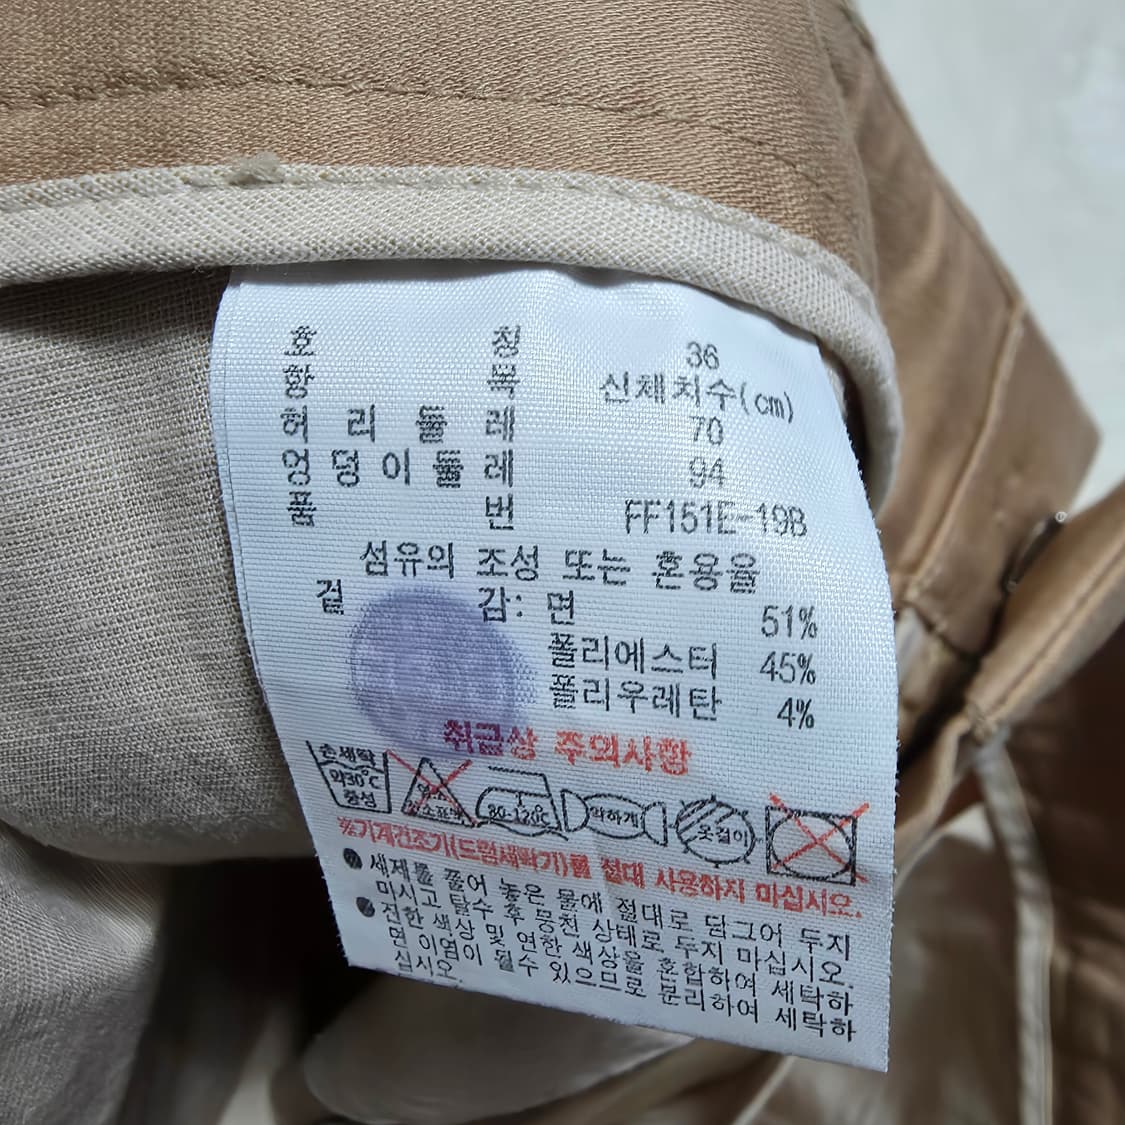 호 칭 36
항 목 신체치수(cm)
허 리 둘 레 70
엉 덩 이 둘 레 94
품 번 FF151E-19B
섬유의 조성 또는 혼용율
겉 감: 면 51%
폴리에스터 45%
폴리우레탄 4%
취급상 주의사항
손세탁
약30℃
중성
염소표백
80-120℃
약하게
옷걸이
※기계건조기(드럼세탁기)를 절대 사용하지 마십시오.
● 세제를 풀어 놓은 물에 절대로 담그어 두지
마시고 탈수 후 뭉친 상태로 두지 마십시오.
● 진한 색상 및 연한 색상을 혼합하여 세탁하
면 이염이 될수 있으므로 분리하여 세탁하
십시오.